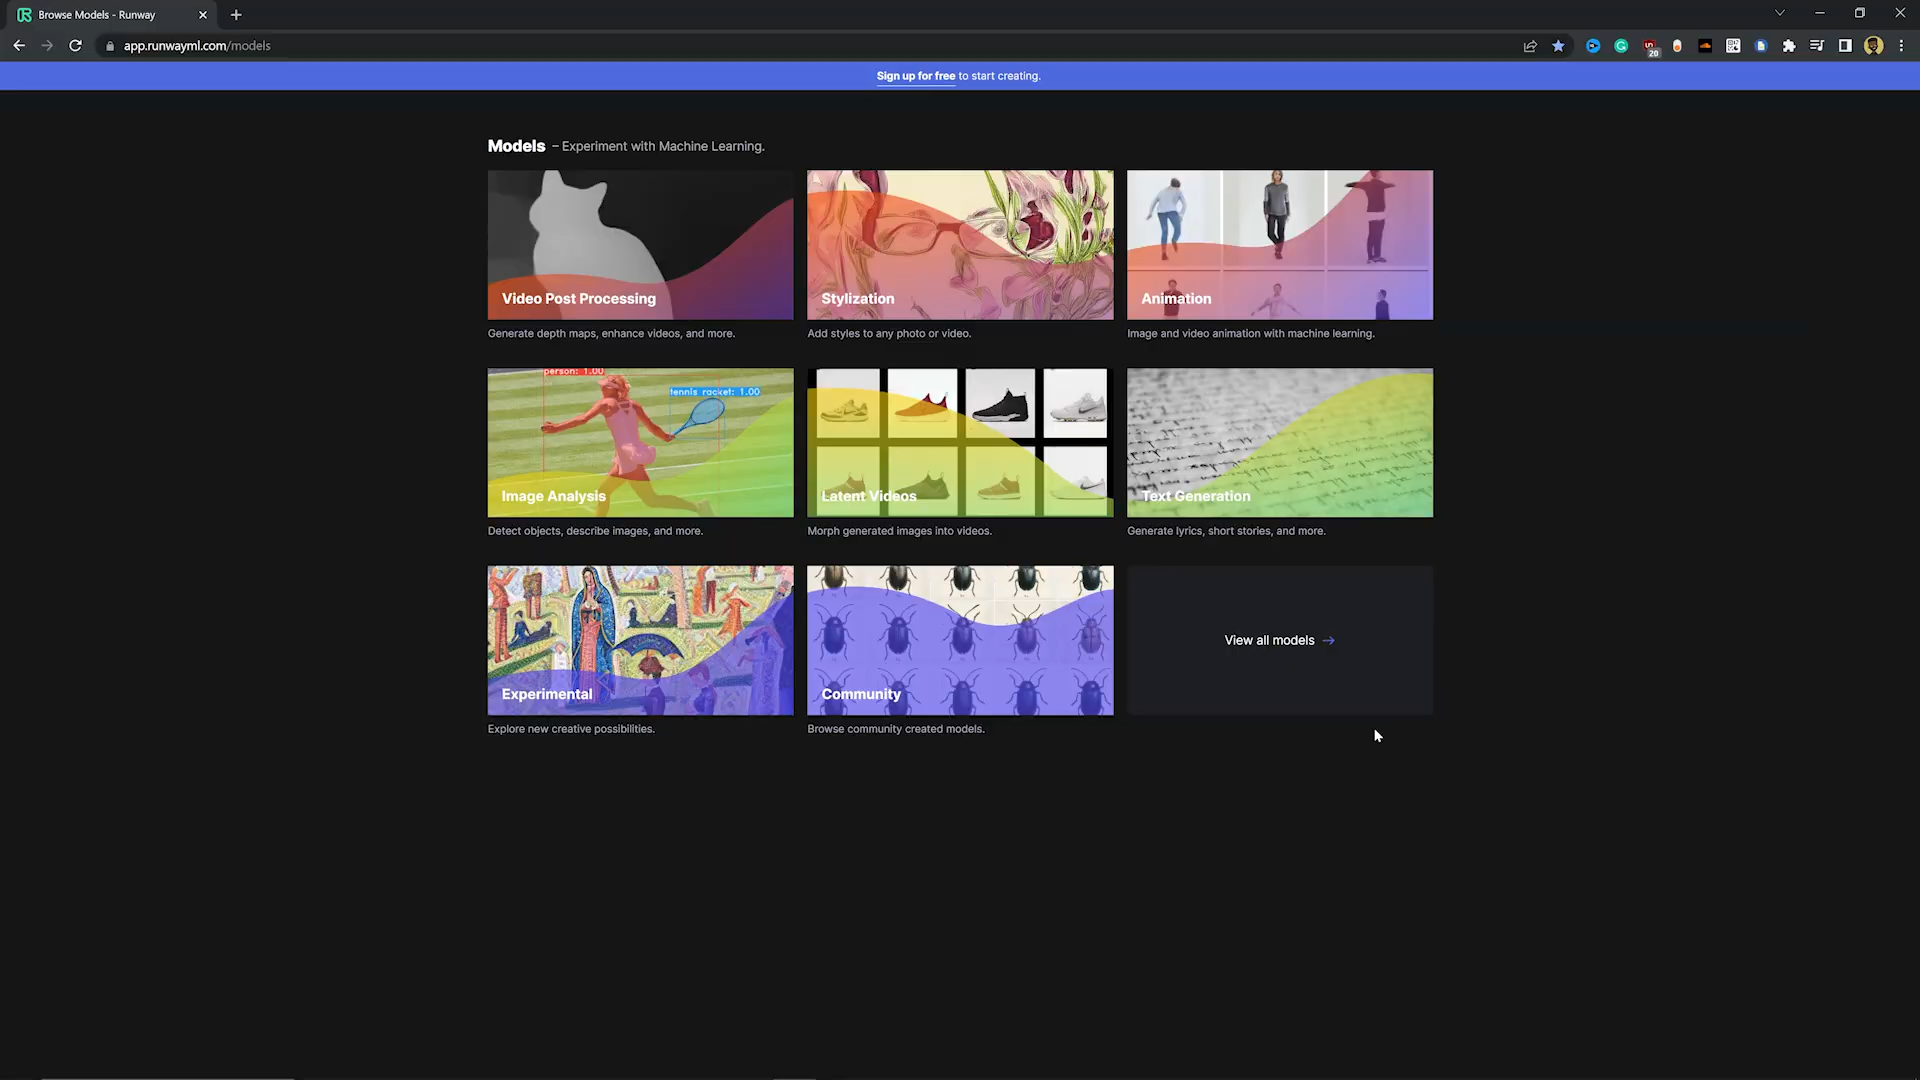 Browse Models - Runway
app.runwayml.com/models
20
Sign up for free to start creating.
Models – Experiment with Machine Learning.
Video Post Processing
Generate depth maps, enhance videos, and more.
Stylization
Add styles to any photo or video.
Animation
Image and video animation with machine learning.
person: 1.00
tennis racket: 1.00
Image Analysis
Detect objects, describe images, and more.
Latent Videos
Morph generated images into videos.
Text Generation
Generate lyrics, short stories, and more.
Experimental
Explore new creative possibilities.
Community
Browse community created models.
View all models →